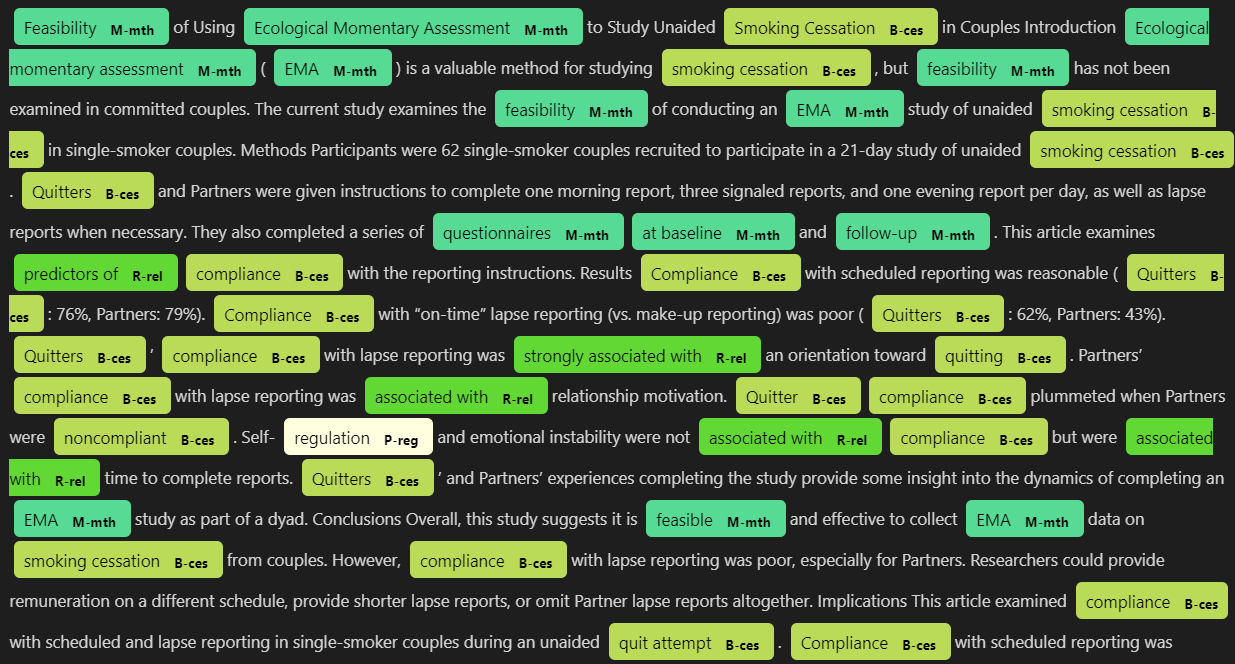 Feasibility M-mth of Using Ecological Momentary Assessment M-mth to Study Unaided Smoking Cessation B-ces in Couples Introduction Ecological
momentary assessment M-mth ( EMA M-mth ) is a valuable method for studying smoking cessation B-ces , but feasibility M-mth has not been
examined in committed couples. The current study examines the feasibility M-mth of conducting an EMA M-mth study of unaided smoking cessation B-
ces in single-smoker couples. Methods Participants were 62 single-smoker couples recruited to participate in a 21-day study of unaided smoking cessation B-ces
. Quitters B-ces and Partners were given instructions to complete one morning report, three signaled reports, and one evening report per day, as well as lapse
reports when necessary. They also completed a series of questionnaires M-mth at baseline M-mth and follow-up M-mth . This article examines
predictors of R-rel compliance B-ces with the reporting instructions. Results Compliance B-ces with scheduled reporting was reasonable ( Quitters B-
ces : 76%, Partners: 79%). Compliance B-ces with “on-time” lapse reporting (vs. make-up reporting) was poor ( Quitters B-ces : 62%, Partners: 43%).
Quitters B-ces ’ compliance B-ces with lapse reporting was strongly associated with R-rel an orientation toward quitting B-ces . Partners’
compliance B-ces with lapse reporting was associated with R-rel relationship motivation. Quitter B-ces compliance B-ces plummeted when Partners
were noncompliant B-ces . Self- regulation P-reg and emotional instability were not associated with R-rel compliance B-ces but were associated
with R-rel time to complete reports. Quitters B-ces ’ and Partners’ experiences completing the study provide some insight into the dynamics of completing an
EMA M-mth study as part of a dyad. Conclusions Overall, this study suggests it is feasible M-mth and effective to collect EMA M-mth data on
smoking cessation B-ces from couples. However, compliance B-ces with lapse reporting was poor, especially for Partners. Researchers could provide
remuneration on a different schedule, provide shorter lapse reports, or omit Partner lapse reports altogether. Implications This article examined compliance B-ces
with scheduled and lapse reporting in single-smoker couples during an unaided quit attempt B-ces . Compliance B-ces with scheduled reporting was